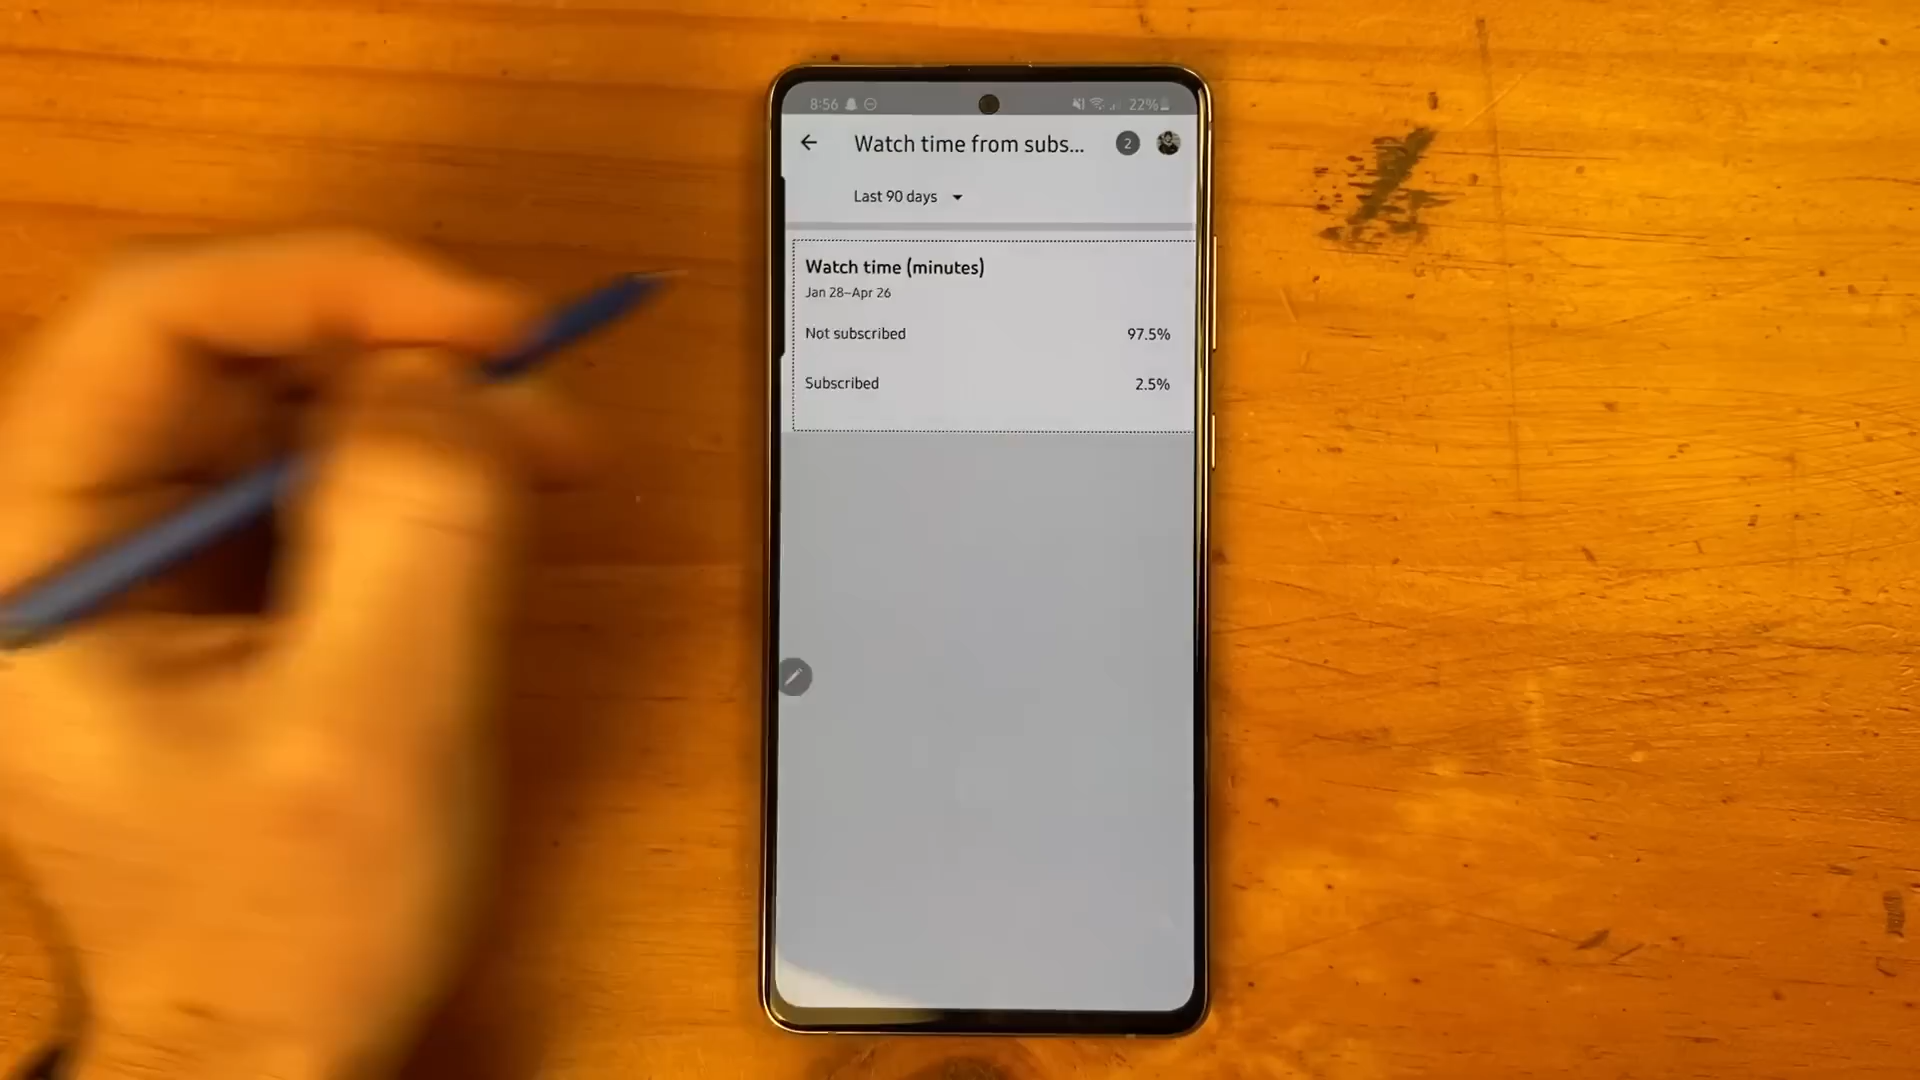 8:56 22%
Watch time from subs... 2
Last 90 days
Watch time (minutes)
Jan 28–Apr 26
Not subscribed 97.5%
Subscribed 2.5%